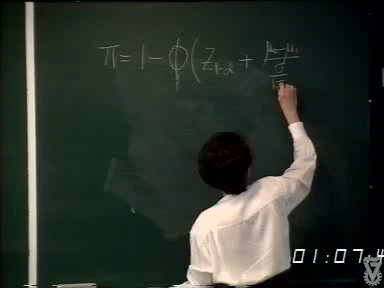 π = 1 - ϕ(Z₁₋α + (μ₀-μ₁)/(σ/√n
01:07.4